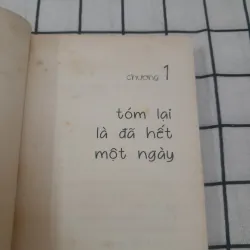 chương 1
tóm lại
là đã hết
một ngày